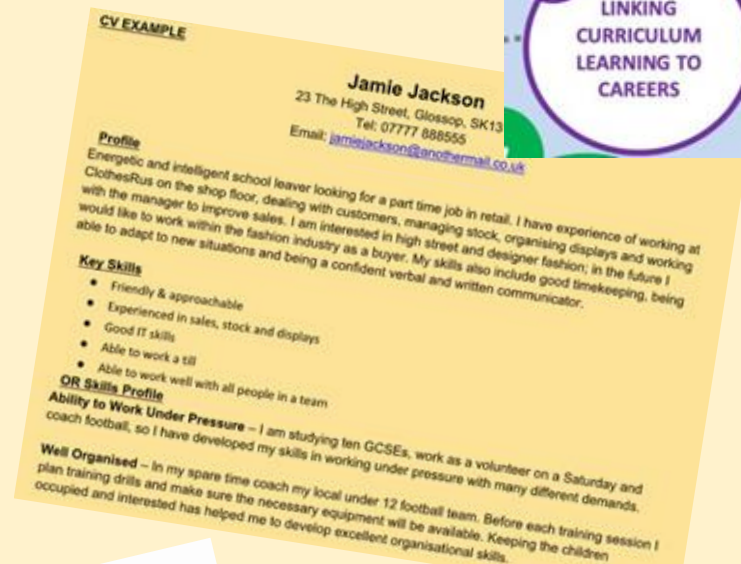 CV EXAMPLE
LINKING
CURRICULUM
LEARNING TO
CAREERS
Jamie Jackson
23 The High Street, Glossop, SK13
Tel: 07777 888555
Email: jamiejackson@anothermail.co.uk
Profile
Energetic and intelligent school leaver looking for a part time job in retail. I have experience of working at
ClothesRus on the shop floor, dealing with customers, managing stock, organising displays and working
with the manager to improve sales. I am interested in high street and designer fashion; in the future I
would like to work within the fashion industry as a buyer. My skills also include good timekeeping, being
able to adapt to new situations and being a confident verbal and written communicator.
Key Skills
• Friendly & approachable
• Experienced in sales, stock and displays
• Good IT skills
• Able to work a till
• Able to work well with all people in a team
OR Skills Profile
Ability to Work Under Pressure – I am studying ten GCSEs, work as a volunteer on a Saturday and
coach football, so I have developed my skills in working under pressure with many different demands.
Well Organised – In my spare time coach my local under 12 football team. Before each training session I
plan training drills and make sure the necessary equipment will be available. Keeping the children
occupied and interested has helped me to develop excellent organisational skills.